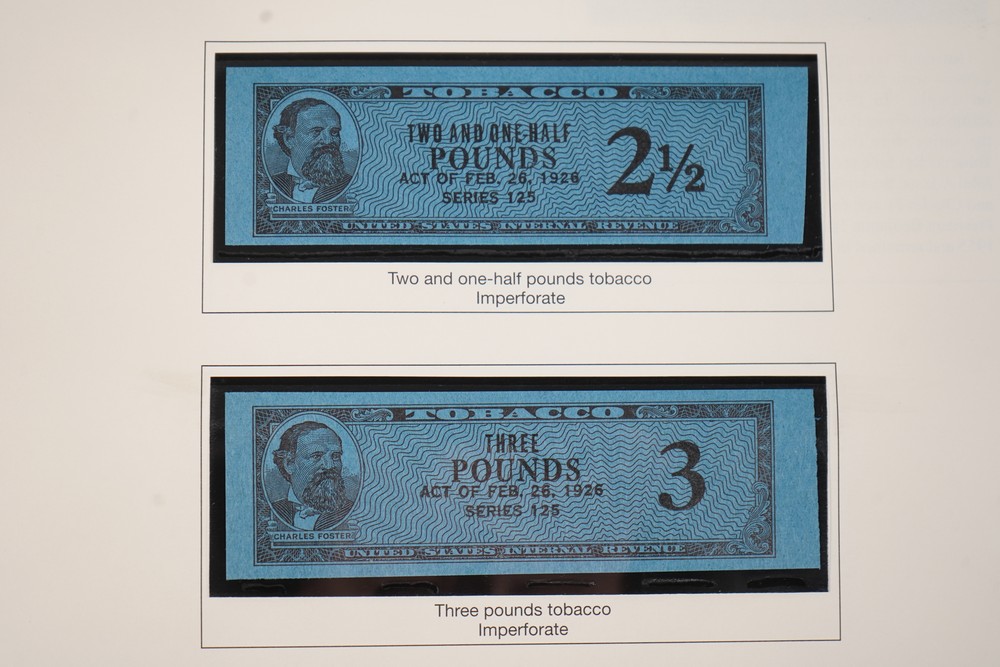 TOBACCO
TWO AND ONE-HALF
POUNDS
ACT OF FEB. 26, 1926
SERIES 125
2½
CHARLES FOSTER
UNITED STATES INTERNAL REVENUE
Two and one-half pounds tobacco
Imperforate
TOBACCO
THREE
POUNDS
ACT OF FEB. 26, 1926
SERIES 125
3
CHARLES FOSTER
UNITED STATES INTERNAL REVENUE
Three pounds tobacco
Imperforate